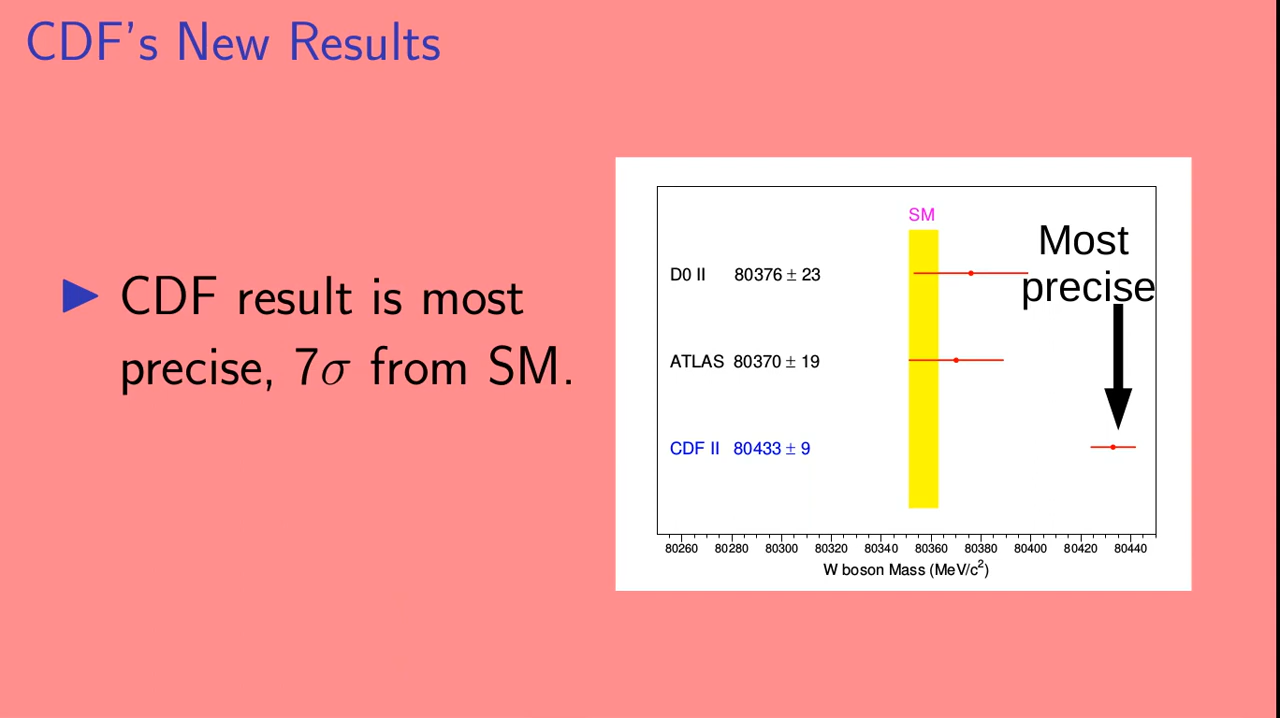 CDF's New Results
▶ CDF result is most
precise, 7σ from SM.
SM
Most
precise
D0 II 80376 ± 23
ATLAS 80370 ± 19
CDF II 80433 ± 9
80260 80280 80300 80320 80340 80360 80380 80400 80420 80440
W boson Mass (MeV/c²)